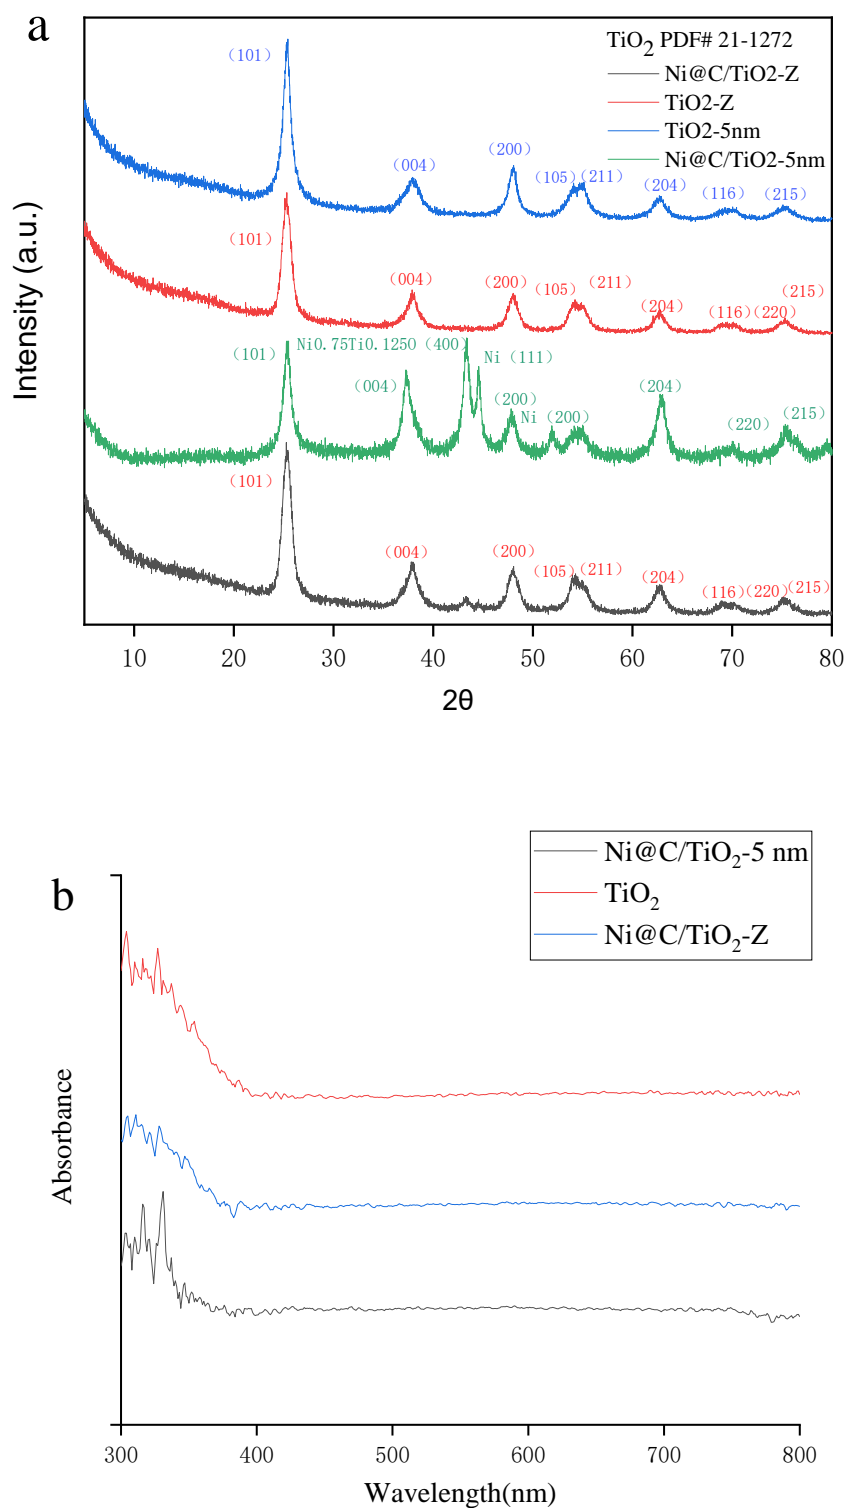 a
TiO2 PDF# 21-1272
Ni@C/TiO2-Z
TiO2-Z
TiO2-5nm
Ni@C/TiO2-5nm
(101)
(004)
(200)
(105)
(211)
(204)
(116)
(215)
(101)
(004)
(200)
(105)
(211)
(204)
(116)
(220)
(215)
(101)
Ni0.75Ti0.125O (400)
Ni (111)
(004)
(200)
Ni (200)
(204)
(220)
(215)
(101)
(004)
(200)
(105)
(211)
(204)
(116)
(220)
(215)
Intensity (a.u.)
10 20 30 40 50 60 70 80
2θ
b
Ni@C/TiO2-5 nm
TiO2
Ni@C/TiO2-Z
Absorbance
300 400 500 600 700 800
Wavelength(nm)